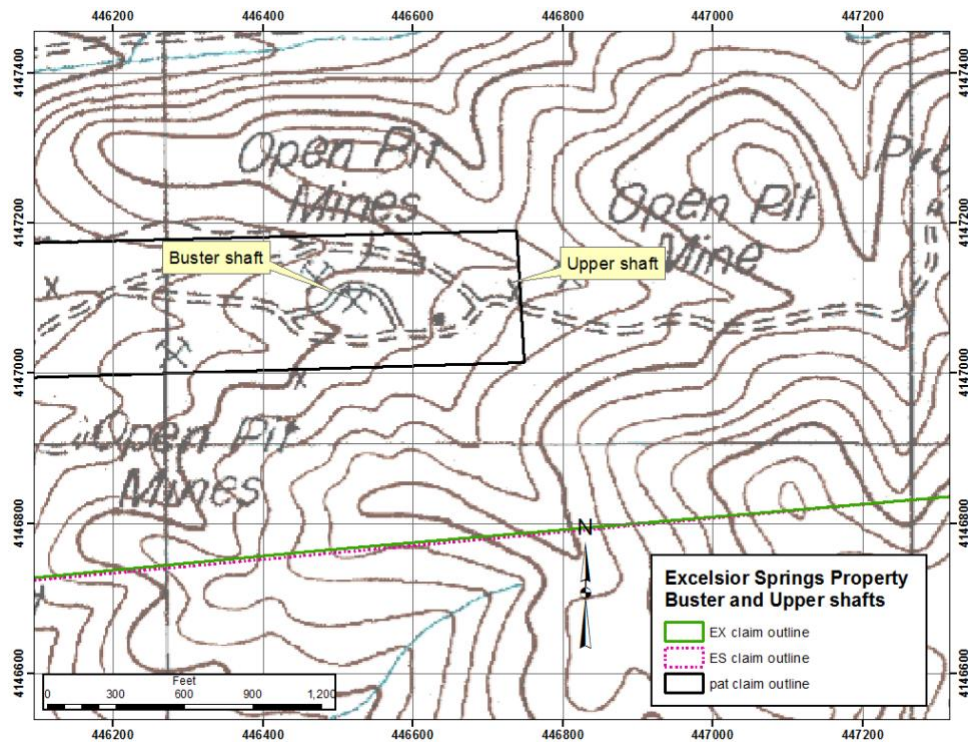 446200 446400 446600 446800 447000 447200
4147400
4147400
Open Pit
Mines
Open Pit
Mine
4147200
4147200
Buster shaft
Upper shaft
4147000
4147000
Open Pit
Mines
4146800
4146800
N
Excelsior Springs Property
Buster and Upper shafts
EX claim outline
ES claim outline
pat claim outline
4146600
4146600
Feet
0 300 600 900 1,200
446200 446400 446600 446800 447000 447200